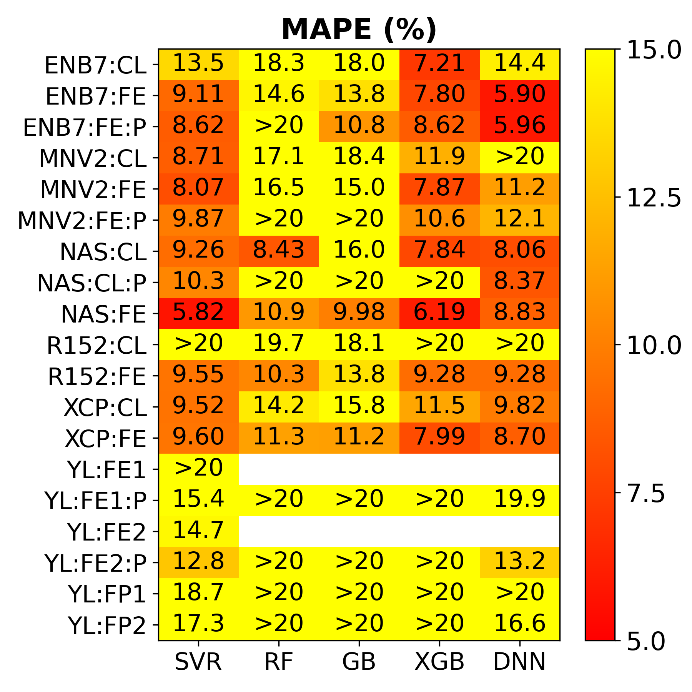 MAPE (%)
ENB7:CL 13.5 18.3 18.0 7.21 14.4
ENB7:FE 9.11 14.6 13.8 7.80 5.90
ENB7:FE:P 8.62 >20 10.8 8.62 5.96
MNV2:CL 8.71 17.1 18.4 11.9 >20
MNV2:FE 8.07 16.5 15.0 7.87 11.2
MNV2:FE:P 9.87 >20 >20 10.6 12.1
NAS:CL 9.26 8.43 16.0 7.84 8.06
NAS:CL:P 10.3 >20 >20 >20 8.37
NAS:FE 5.82 10.9 9.98 6.19 8.83
R152:CL >20 19.7 18.1 >20 >20
R152:FE 9.55 10.3 13.8 9.28 9.28
XCP:CL 9.52 14.2 15.8 11.5 9.82
XCP:FE 9.60 11.3 11.2 7.99 8.70
YL:FE1 >20
YL:FE1:P 15.4 >20 >20 >20 19.9
YL:FE2 14.7
YL:FE2:P 12.8 >20 >20 >20 13.2
YL:FP1 18.7 >20 >20 >20 >20
YL:FP2 17.3 >20 >20 >20 16.6
SVR RF GB XGB DNN
15.0
12.5
10.0
7.5
5.0